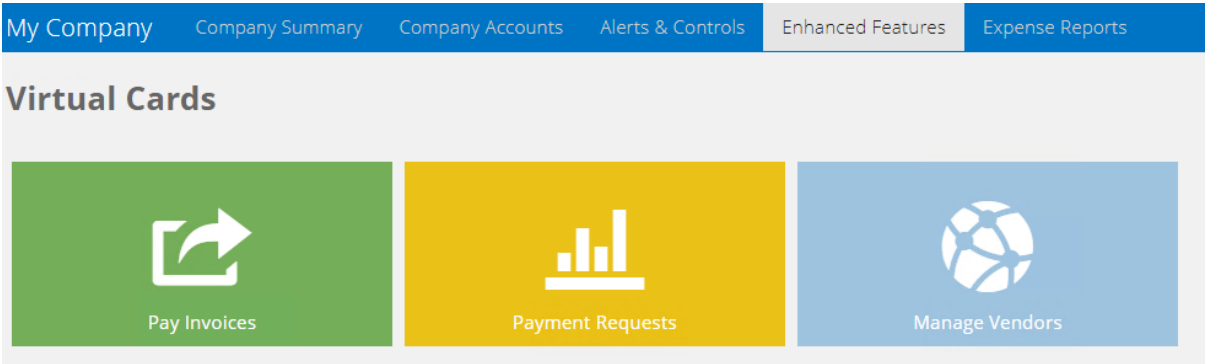 My Company Company Summary Company Accounts Alerts & Controls Enhanced Features Expense Reports
Virtual Cards
Pay Invoices Payment Requests Manage Vendors